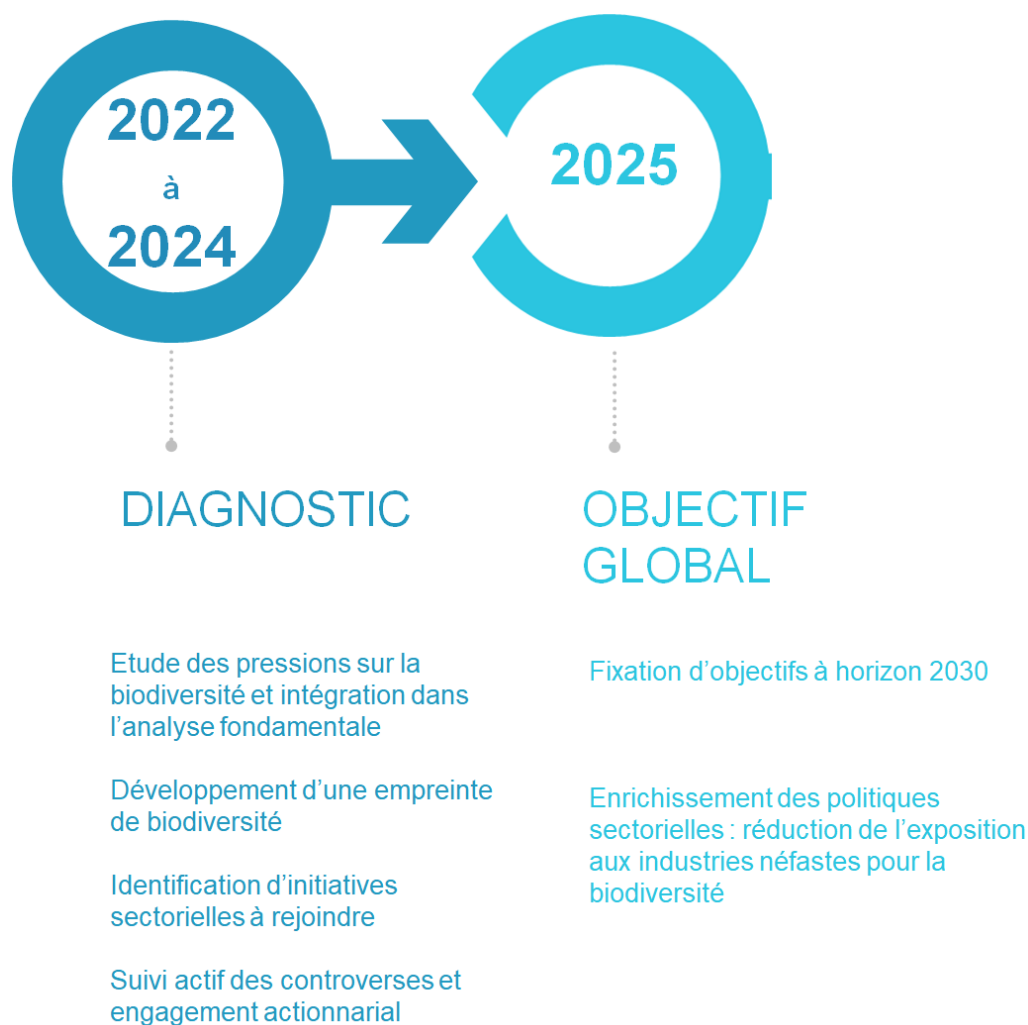 2022
à
2024
2025
DIAGNOSTIC
Etude des pressions sur la
biodiversité et intégration dans
l’analyse fondamentale
Développement d’une empreinte
de biodiversité
Identification d’initiatives
sectorielles à rejoindre
Suivi actif des controverses et
engagement actionnarial
OBJECTIF
GLOBAL
Fixation d’objectifs à horizon 2030
Enrichissement des politiques
sectorielles : réduction de l’exposition
aux industries néfastes pour la
biodiversité